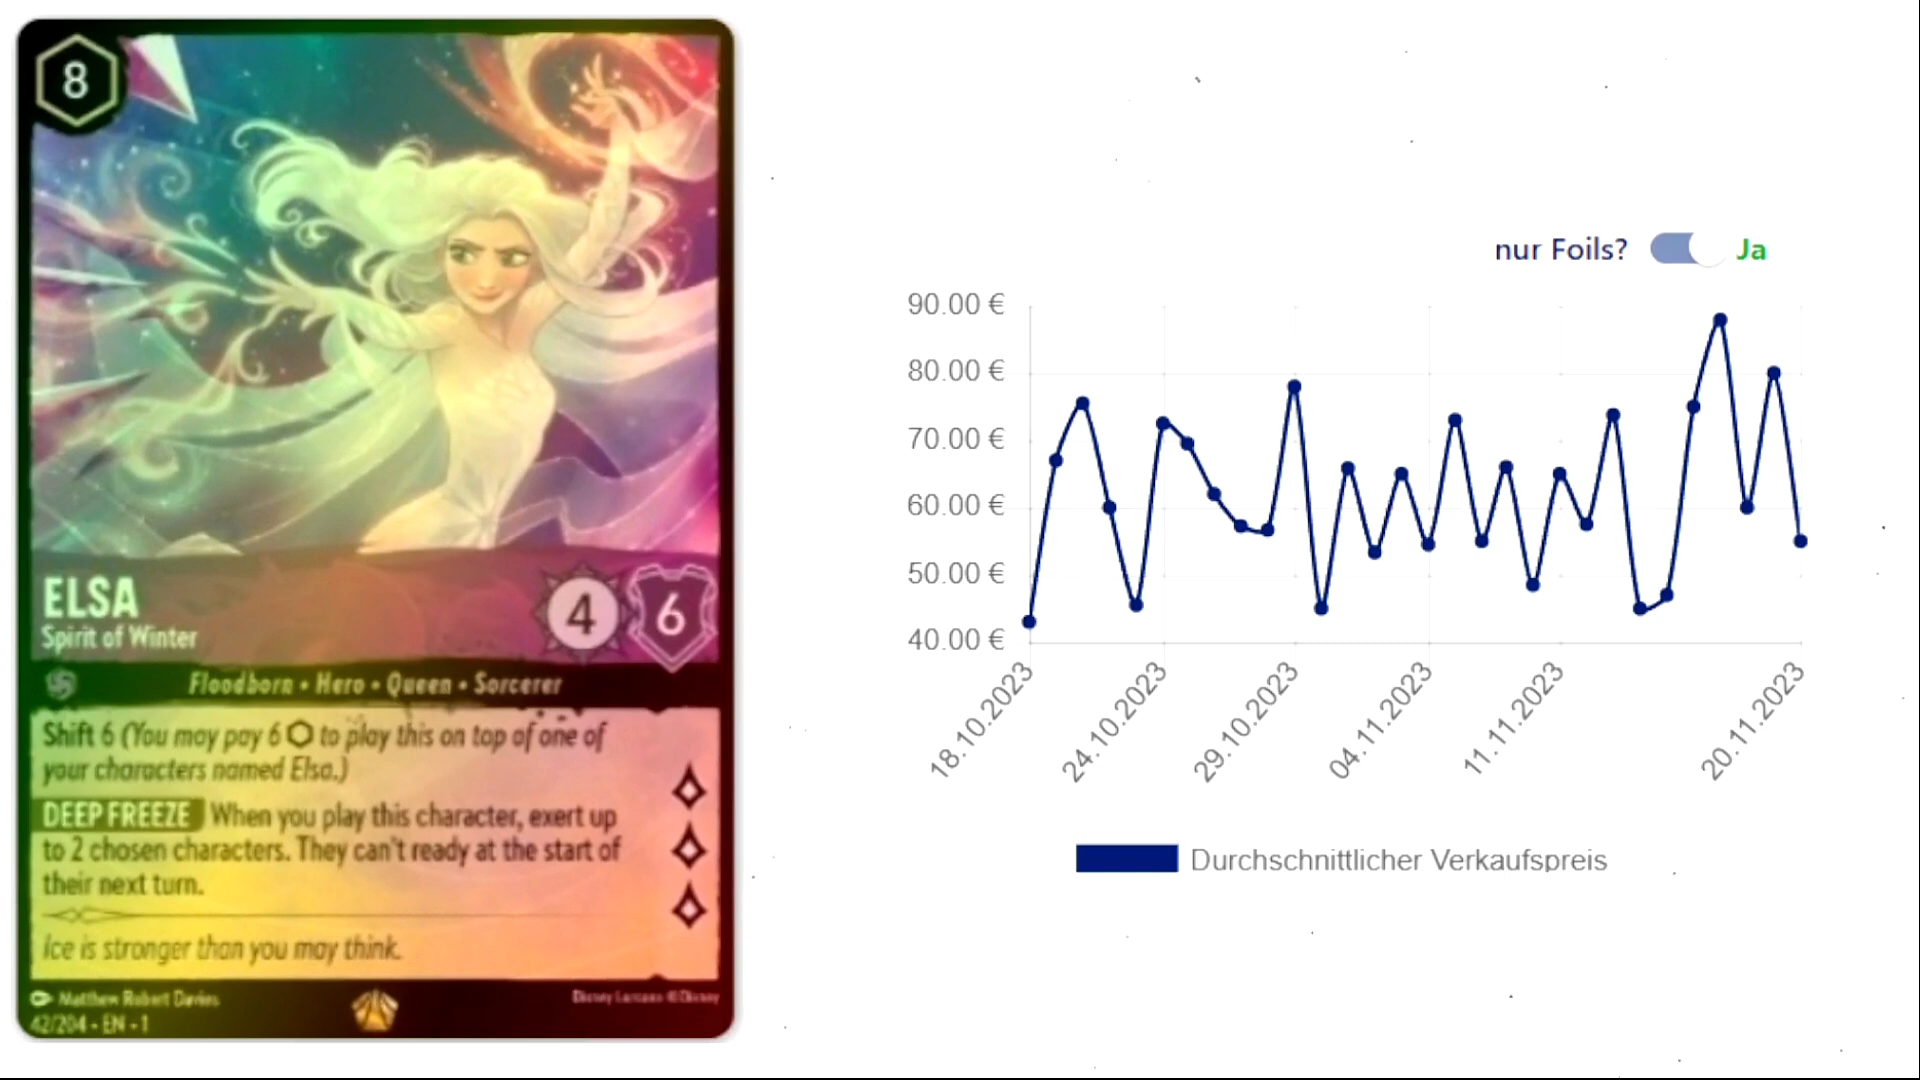 8
ELSA
Spirit of Winter
4
6
Floodborn • Hero • Queen • Sorcerer
Shift 6 (You may pay 6 ⬡ to play this on top of one of
your characters named Elsa.)
DEEP FREEZE When you play this character, exert up
to 2 chosen characters. They can't ready at the start of
their next turn.
Ice is stronger than you may think.
Matthew Robert Davies
Disney Lorcana ©Disney
42/204 • EN • 1
nur Foils? Ja
90.00 €
80.00 €
70.00 €
60.00 €
50.00 €
40.00 €
18.10.2023
24.10.2023
29.10.2023
04.11.2023
11.11.2023
20.11.2023
Durchschnittlicher Verkaufspreis